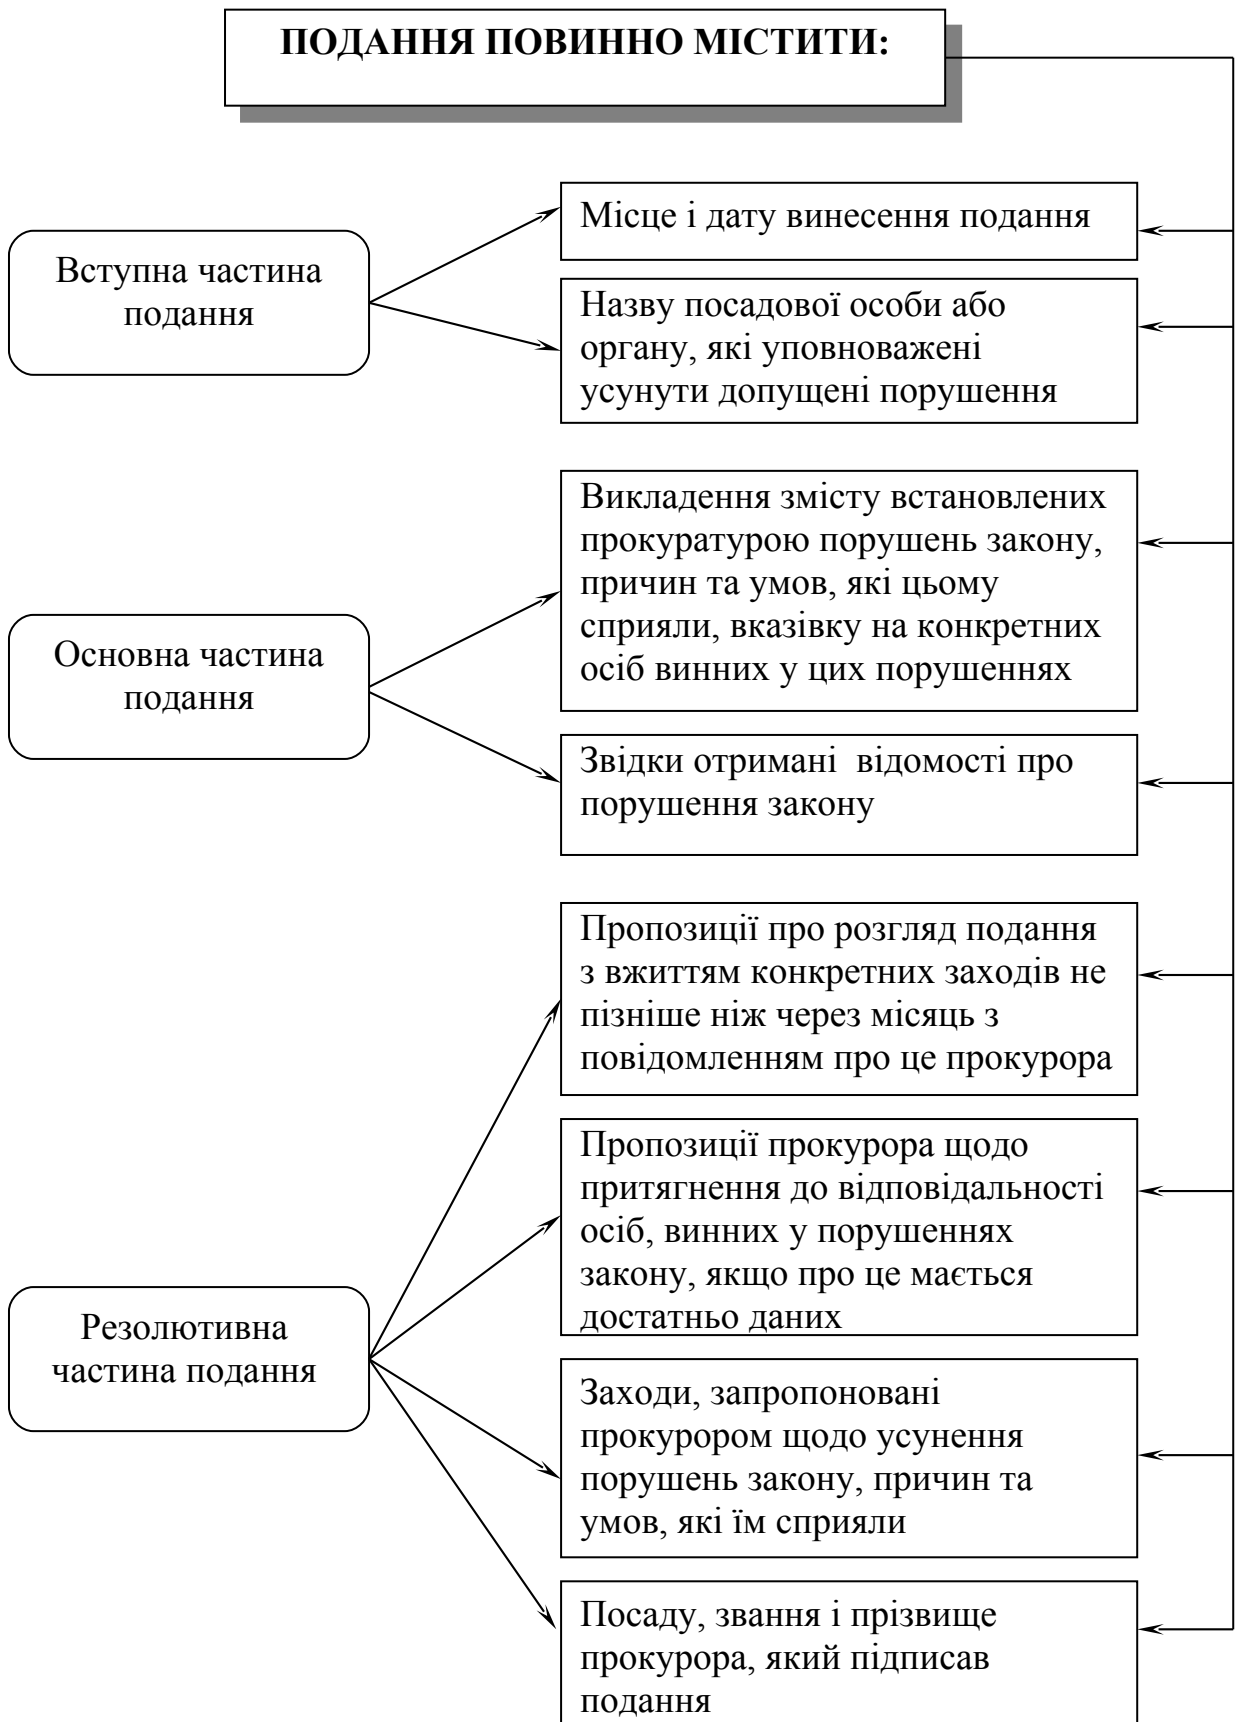 ПОДАННЯ ПОВИННО МІСТИТИ:
Вступна частина
подання
Місце і дату винесення подання
Назву посадової особи або
органу, які уповноважені
усунути допущені порушення
Основна частина
подання
Викладення змісту встановлених
прокуратурою порушень закону,
причин та умов, які цьому
сприяли, вказівку на конкретних
осіб винних у цих порушеннях
Звідки отримані  відомості про
порушення закону
Резолютивна
частина подання
Пропозиції про розгляд подання
з вжиттям конкретних заходів не
пізніше ніж через місяць з
повідомленням про це прокурора
Пропозиції прокурора щодо
притягнення до відповідальності
осіб, винних у порушеннях
закону, якщо про це мається
достатньо даних
Заходи, запропоновані
прокурором щодо усунення
порушень закону, причин та
умов, які їм сприяли
Посаду, звання і прізвище
прокурора, який підписав
подання